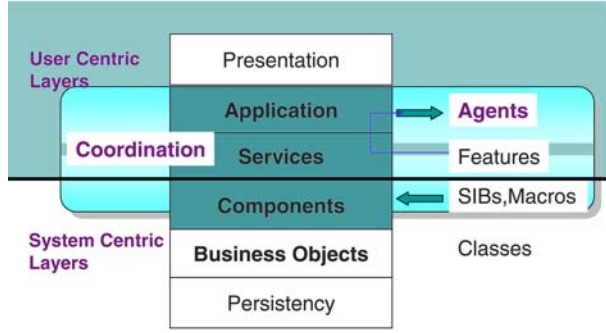 User Centric
Layers
Presentation
Application
Agents
Coordination
Services
Features
Components
SIBs,Macros
System Centric
Layers
Business Objects
Classes
Persistency